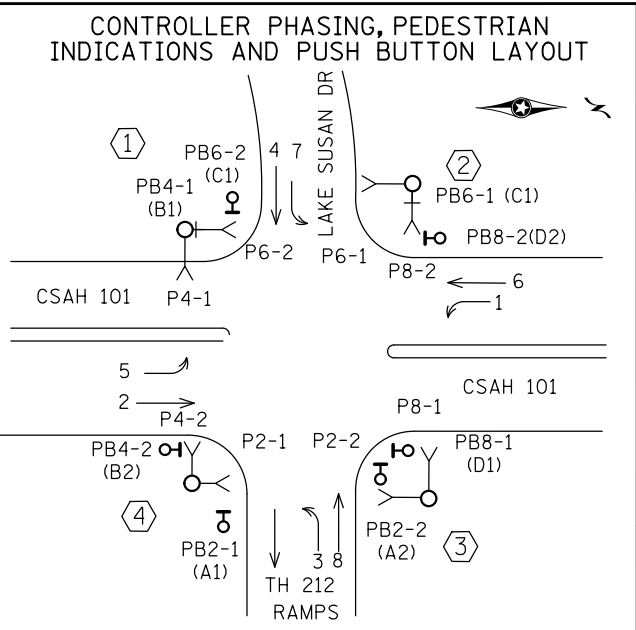 CONTROLLER PHASING, PEDESTRIAN
INDICATIONS AND PUSH BUTTON LAYOUT
1
PB6-2
(C1)
4 7
LAKE SUSAN DR
2
PB4-1
(B1)
PB6-1 (C1)
PB8-2(D2)
P6-2
P6-1
P8-2
P4-1
CSAH 101
6
1
5
2
CSAH 101
P4-2
P8-1
PB4-2
(B2)
P2-1
P2-2
PB8-1
(D1)
4
PB2-1
(A1)
PB2-2
(A2)
3
3 8
TH 212
RAMPS